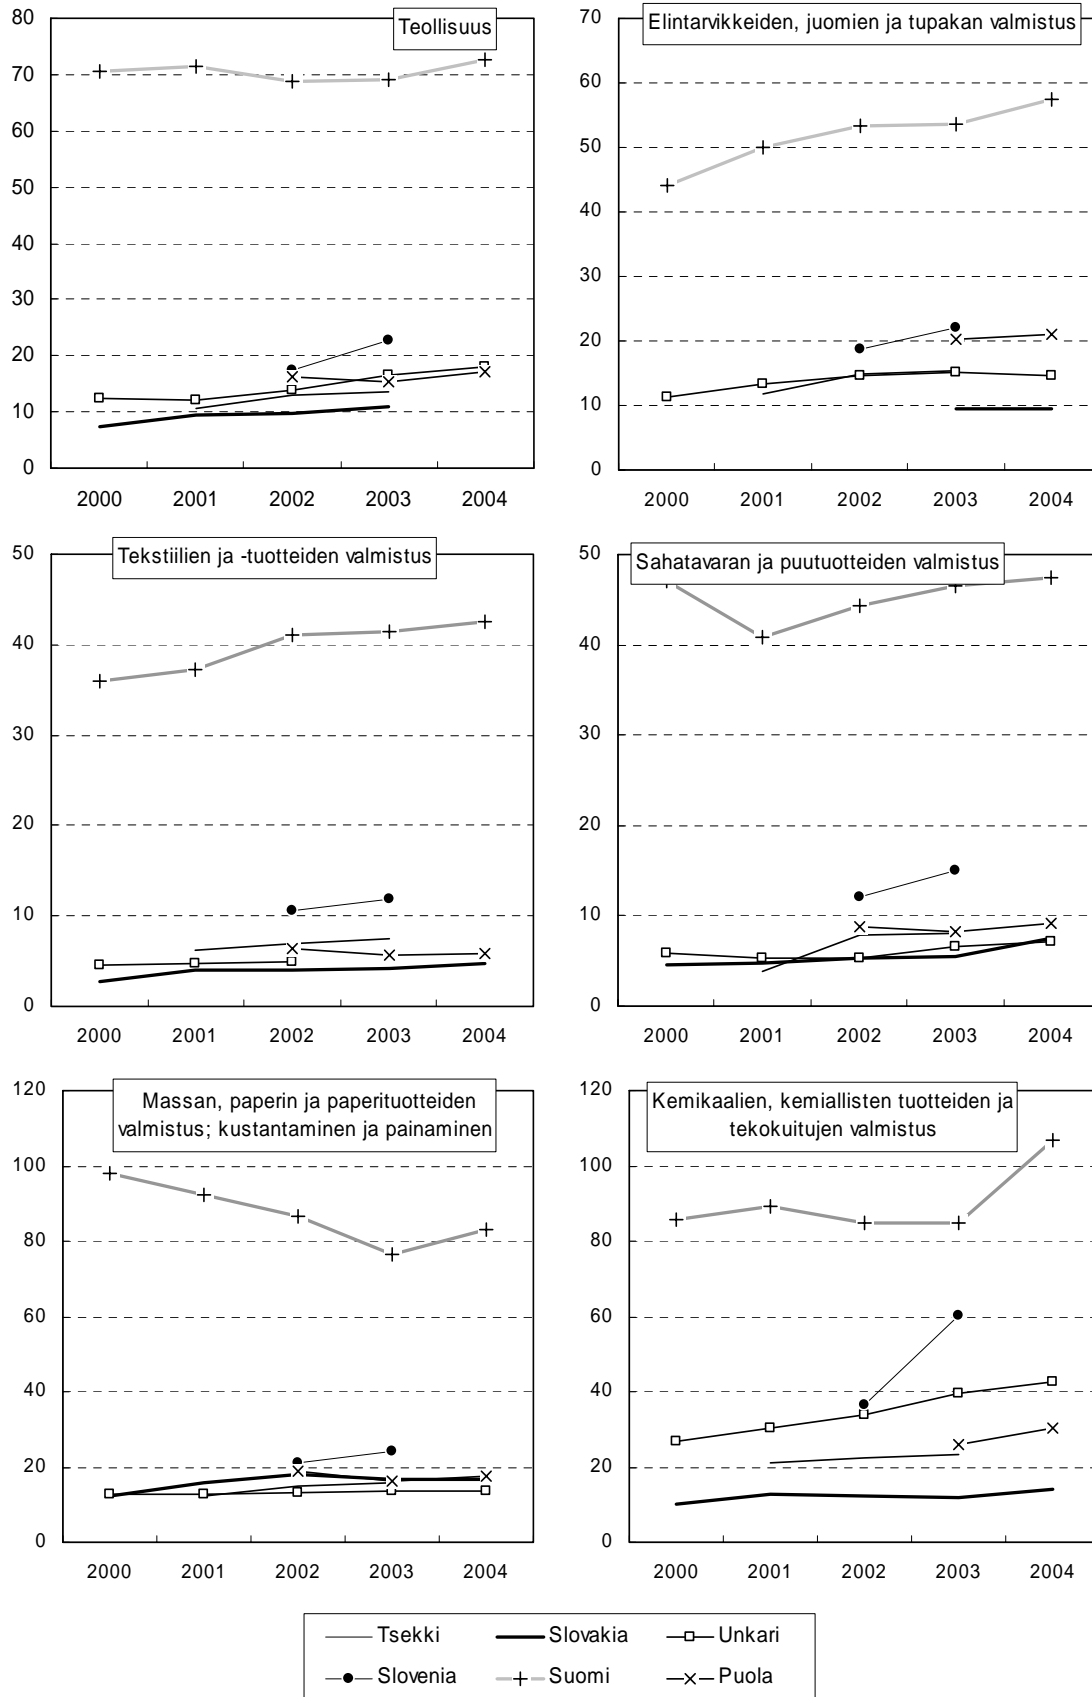 Teollisuus
80
70
60
50
40
30
20
10
0
2000 2001 2002 2003 2004
Elintarvikkeiden, juomien ja tupakan valmistus
70
60
50
40
30
20
10
0
2000 2001 2002 2003 2004
Tekstiilien ja -tuotteiden valmistus
50
40
30
20
10
0
2000 2001 2002 2003 2004
Sahatavaran ja puutuotteiden valmistus
50
40
30
20
10
0
2000 2001 2002 2003 2004
Massan, paperin ja paperituotteiden
valmistus; kustantaminen ja painaminen
120
100
80
60
40
20
0
2000 2001 2002 2003 2004
Kemikaalien, kemiallisten tuotteiden ja
tekokuitujen valmistus
120
100
80
60
40
20
0
2000 2001 2002 2003 2004
Tsekki Slovakia Unkari
Slovenia Suomi Puola